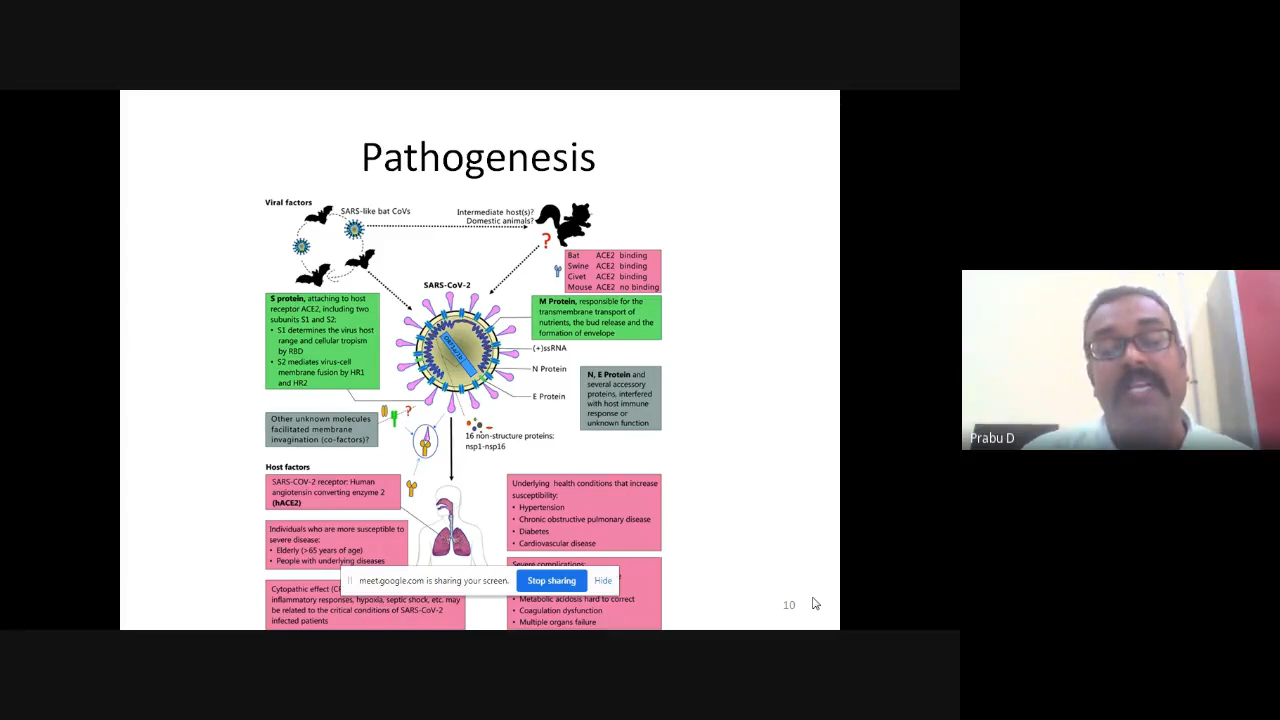 Pathogenesis
Viral factors
SARS-like bat CoVs
Intermediate host(s)?
Domestic animals?
?
Bat ACE2 binding
Swine ACE2 binding
Civet ACE2 binding
Mouse ACE2 no binding
SARS-CoV-2
S protein, attaching to host
receptor ACE2, including two
subunits S1 and S2:
• S1 determines the virus host
range and cellular tropism
by RBD
• S2 mediates virus-cell
membrane fusion by HR1
and HR2
M Protein, responsible for the
transmembrane transport of
nutrients, the bud release and the
formation of envelope
(+)ssRNA
N Protein
E Protein
N, E Protein and
several accessory
proteins, interfered
with host immune
response or
unknown function
Other unknown molecules
facilitated membrane
invagination (co-factors)?
?
16 non-structure proteins:
nsp1-nsp16
Host factors
SARS-COV-2 receptor: Human
angiotensin converting enzyme 2
(hACE2)
Individuals who are more susceptible to
severe disease:
• Elderly (>65 years of age)
• People with underlying diseases
Cytopathic effect
inflammatory responses, hypoxia, septic shock, etc. may
be related to the critical conditions of SARS-CoV-2
infected patients
Underlying health conditions that increase
susceptibility:
• Hypertension
• Chronic obstructive pulmonary disease
• Diabetes
• Cardiovascular disease
Severe complications:
Metabolic acidosis hard to correct
• Coagulation dysfunction
• Multiple organs failure
meet.google.com is sharing your screen.
Stop sharing
Hide
10
Prabu D